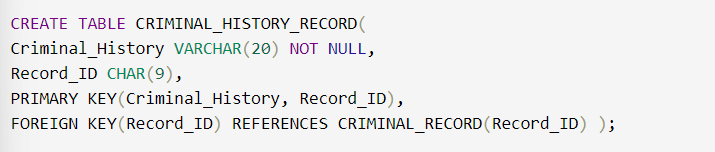 CREATE TABLE CRIMINAL_HISTORY_RECORD(
Criminal_History VARCHAR(20) NOT NULL,
Record_ID CHAR(9),
PRIMARY KEY(Criminal_History, Record_ID),
FOREIGN KEY(Record_ID) REFERENCES CRIMINAL_RECORD(Record_ID) );